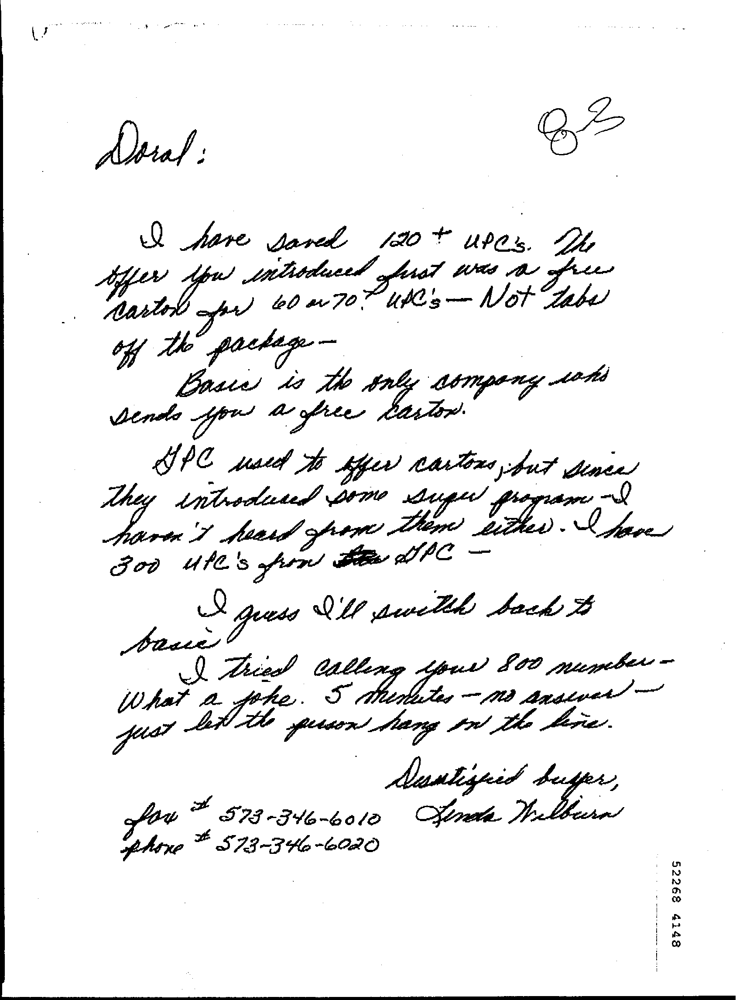 83
Doral:
I have saved 120 + UPC's. The
offer you introduced first was a free
carton for 60 or 70? UPC's — Not tabs
off the package —
Basic is the only company who
sends you a free carton.
GPC used to offer cartons, but since
they introduced some super program - I
haven't heard from them either. I have
300 UPC's from GPC —
I guess I'll switch back to
basic
I tried calling your 800 number -
What a joke. 5 minutes - no answer -
just let the person hang on the line.
Disatisfied buyer,
Linda Wilburn
fax # 573-346-6010
phone # 573-346-6020
52268 4148